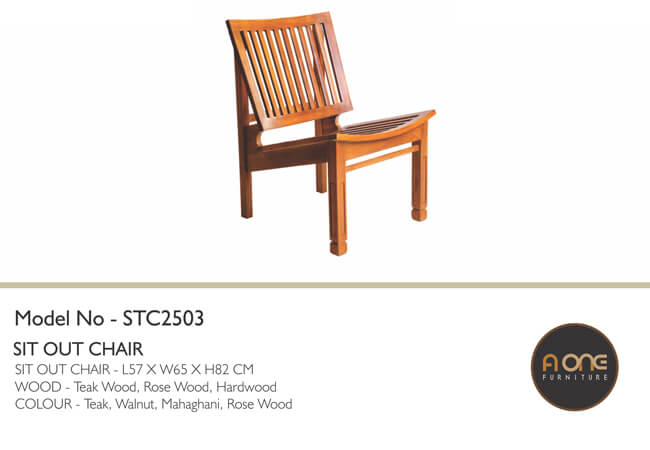 Model No - STC2503
SIT OUT CHAIR
SIT OUT CHAIR - L57 X W65 X H82 CM
WOOD - Teak Wood, Rose Wood, Hardwood
COLOUR - Teak, Walnut, Mahaghani, Rose Wood
A ONE
FURNITURE